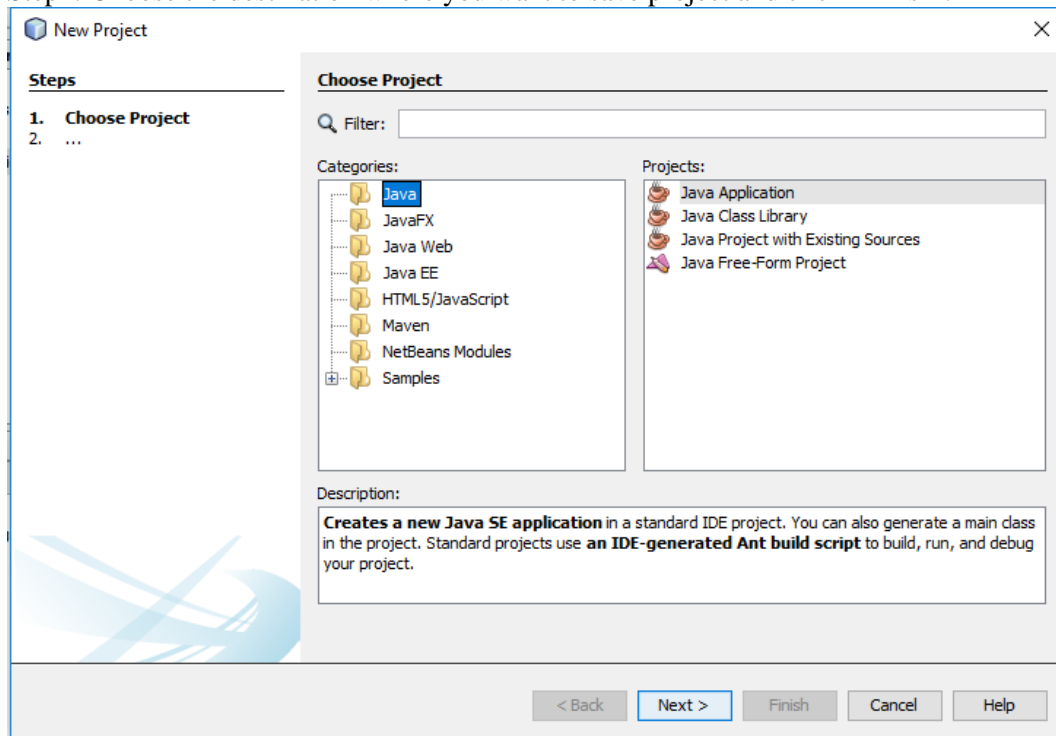 New Project
Steps
1. Choose Project
2. ...
Choose Project
Filter:
Categories:
Java
JavaFX
Java Web
Java EE
HTML5/JavaScript
Maven
NetBeans Modules
Samples
Projects:
Java Application
Java Class Library
Java Project with Existing Sources
Java Free-Form Project
Description:
Creates a new Java SE application in a standard IDE project. You can also generate a main class
in the project. Standard projects use an IDE-generated Ant build script to build, run, and debug
your project.
< Back
Next >
Finish
Cancel
Help